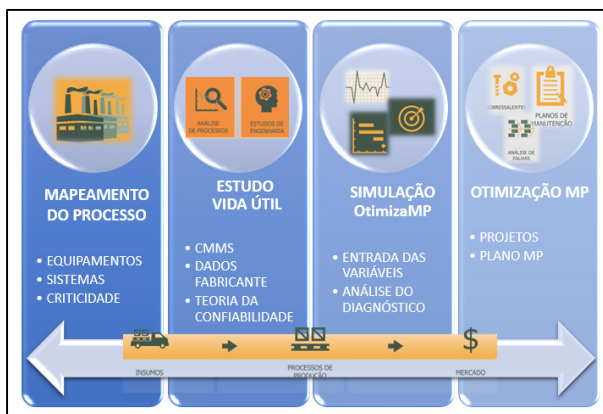 MAPEAMENTO
DO PROCESSO
• EQUIPAMENTOS
• SISTEMAS
• CRITICIDADE
ANÁLISE
DE PROCESSOS
ESTUDOS DE
ENGENHARIA
ESTUDO
VIDA ÚTIL
• CMMS
• DADOS
FABRICANTE
• TEORIA DA
CONFIABILIDADE
SIMULAÇÃO
OtimizaMP
• ENTRADA DAS
VARIÁVEIS
• ANÁLISE DO
DIAGNÓSTICO
SOBRESSALENTES
PLANOS DE
MANUTENÇÃO
ANÁLISE DE
FALHAS
OTIMIZAÇÃO MP
• PROJETOS
• PLANO MP
$
INSUMOS
PROCESSOS DE
PRODUÇÃO
MERCADO